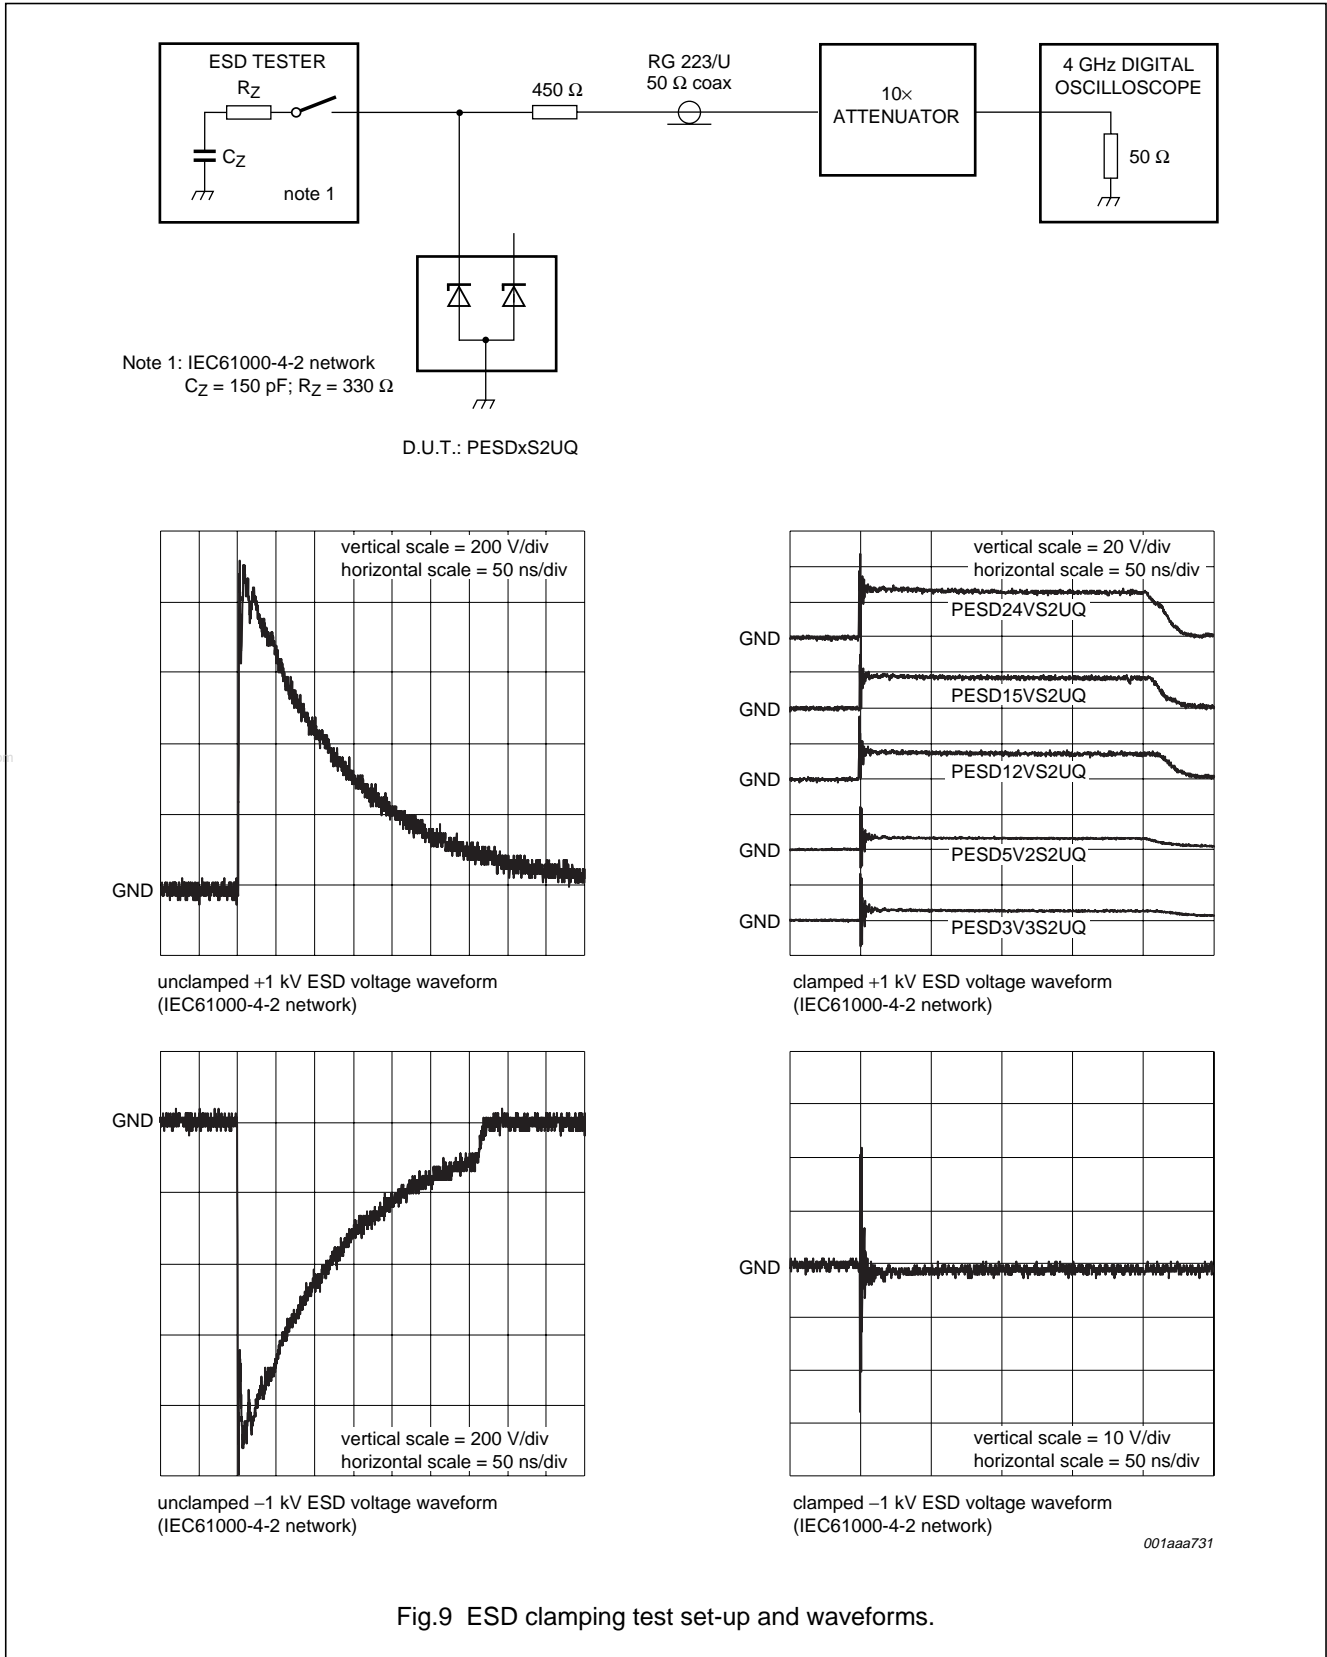 ESD TESTER
RZ
CZ
note 1
450 Ω
RG 223/U
50 Ω coax
10×
ATTENUATOR
4 GHz DIGITAL
OSCILLOSCOPE
50 Ω
Note 1: IEC61000-4-2 network
CZ = 150 pF; RZ = 330 Ω
D.U.T.: PESDxS2UQ
vertical scale = 200 V/div
horizontal scale = 50 ns/div
GND
unclamped +1 kV ESD voltage waveform
(IEC61000-4-2 network)
vertical scale = 20 V/div
horizontal scale = 50 ns/div
GND
PESD24VS2UQ
GND
PESD15VS2UQ
GND
PESD12VS2UQ
GND
PESD5V2S2UQ
GND
PESD3V3S2UQ
clamped +1 kV ESD voltage waveform
(IEC61000-4-2 network)
GND
vertical scale = 200 V/div
horizontal scale = 50 ns/div
unclamped −1 kV ESD voltage waveform
(IEC61000-4-2 network)
GND
vertical scale = 10 V/div
horizontal scale = 50 ns/div
clamped −1 kV ESD voltage waveform
(IEC61000-4-2 network)
001aaa731
Fig.9 ESD clamping test set-up and waveforms.